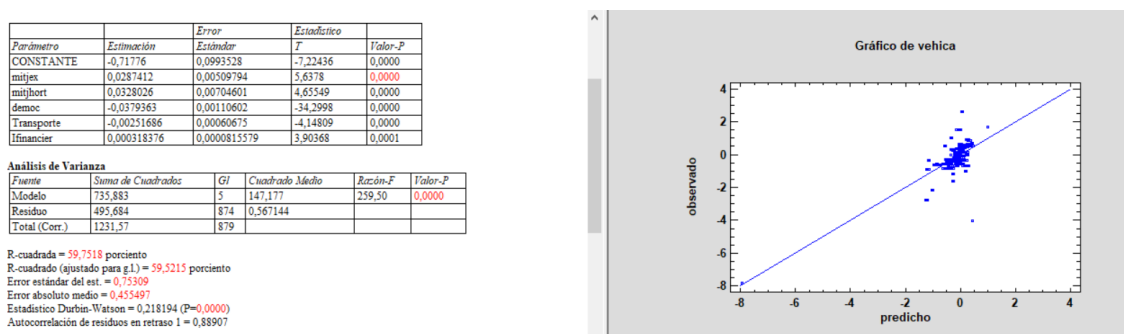 Error Estadístico
Parámetro Estimación Estándar T Valor-P
CONSTANTE -0,71776 0,0993528 -7,22436 0,0000
mitjex 0,0287412 0,00509794 5,6378 0,0000
mitjhort 0,0328026 0,00704601 4,65549 0,0000
democ -0,0379363 0,00110602 -34,2998 0,0000
Transporte -0,00251686 0,00060675 -4,14809 0,0000
Ifinancier 0,000318376 0,0000815579 3,90368 0,0001
Análisis de Varianza
Fuente Suma de Cuadrados Gl Cuadrado Medio Razón-F Valor-P
Modelo 735,883 5 147,177 259,50 0,0000
Residuo 495,684 874 0,567144
Total (Corr.) 1231,57 879
R-cuadrada = 59,7518 porciento
R-cuadrado (ajustado para g.l.) = 59,5215 porciento
Error estándar del est. = 0,75309
Error absoluto medio = 0,455497
Estadístico Durbin-Watson = 0,218194 (P=0,0000)
Autocorrelación de residuos en retraso 1 = 0,88907
Gráfico de vehica
4
2
0
-2
-4
-6
-8
observado
-8 -6 -4 -2 0 2 4
predicho